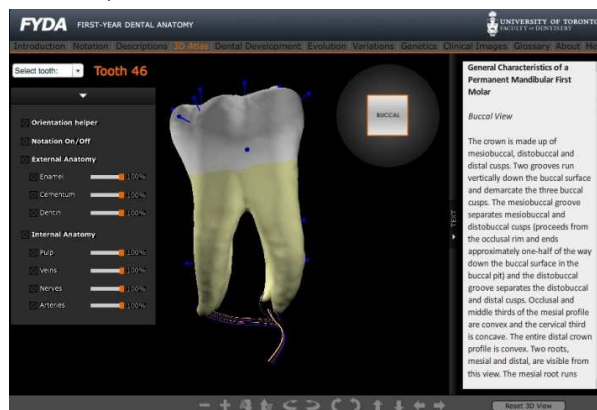 FYDA FIRST-YEAR DENTAL ANATOMY
UNIVERSITY OF TORONTO
FACULTY of DENTISTRY
Introduction Notation Descriptions 3D Atlas Dental Development Evolution Variations Genetics Clinical Images Glossary About He
Select tooth:
Tooth 46
Orientation helper
Notation On/Off
External Anatomy
Enamel 100%
Cementum 100%
Dentin 100%
Internal Anatomy
Pulp 100%
Veins 100%
Nerves 100%
Arteries 100%
BUCCAL
TEXT
General Characteristics of a
Permanent Mandibular First
Molar
Buccal View
The crown is made up of
mesiobuccal, distobuccal and
distal cusps. Two grooves run
vertically down the buccal surface
and demarcate the three buccal
cusps. The mesiobuccal groove
separates mesiobuccal and
distobuccal cusps (proceeds from
the occlusal rim and ends
approximately one-half of the way
down the buccal surface in the
buccal pit) and the distobuccal
groove separates the distobuccal
and distal cusps. Occlusal and
middle thirds of the mesial profile
are convex and the cervical third
is concave. The entire distal crown
profile is convex. Two roots,
mesial and distal, are visible from
this view. The mesial root runs
Reset 3D View